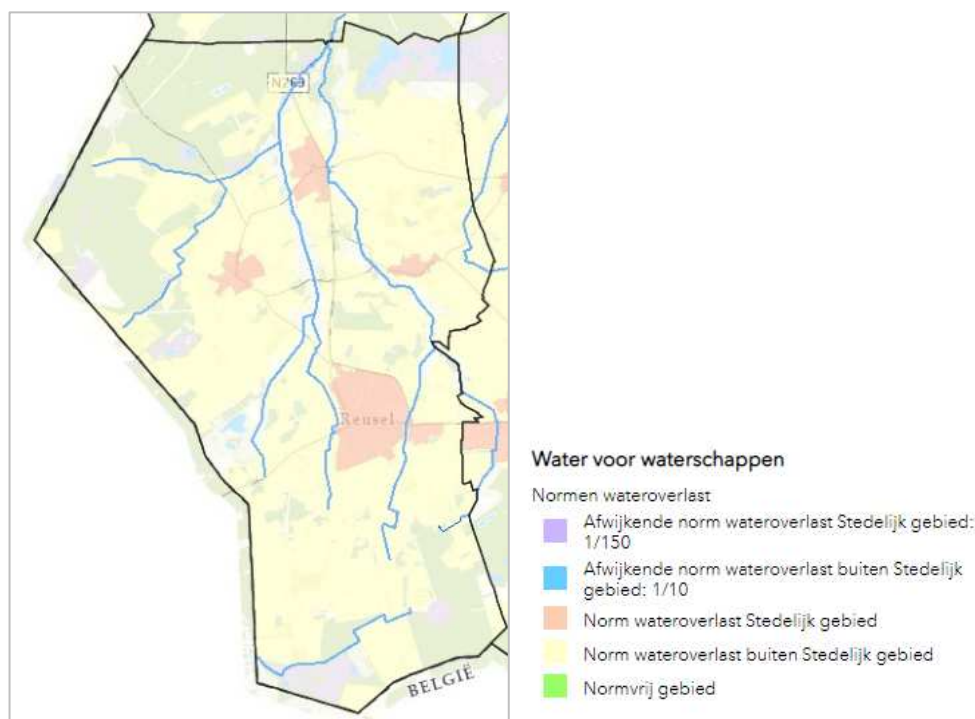 N269
Reusel
BELGIË
Water voor waterschappen
Normen wateroverlast
Afwijkende norm wateroverlast Stedelijk gebied:
1/150
Afwijkende norm wateroverlast buiten Stedelijk
gebied: 1/10
Norm wateroverlast Stedelijk gebied
Norm wateroverlast buiten Stedelijk gebied
Normvrij gebied